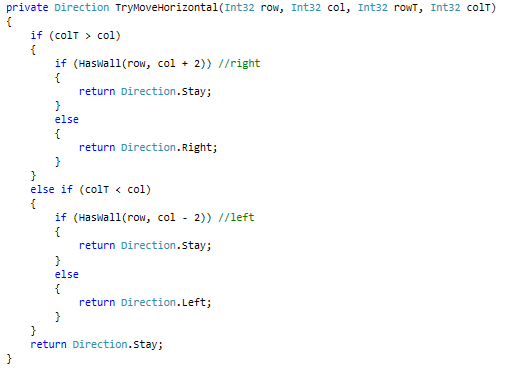 private Direction TryMoveHorizontal(Int32 row, Int32 col, Int32 rowT, Int32 colT)
{
    if (colT > col)
    {
        if (HasWall(row, col + 2)) //right
        {
            return Direction.Stay;
        }
        else
        {
            return Direction.Right;
        }
    }
    else if (colT < col)
    {
        if (HasWall(row, col - 2)) //left
        {
            return Direction.Stay;
        }
        else
        {
            return Direction.Left;
        }
    }
    return Direction.Stay;
}